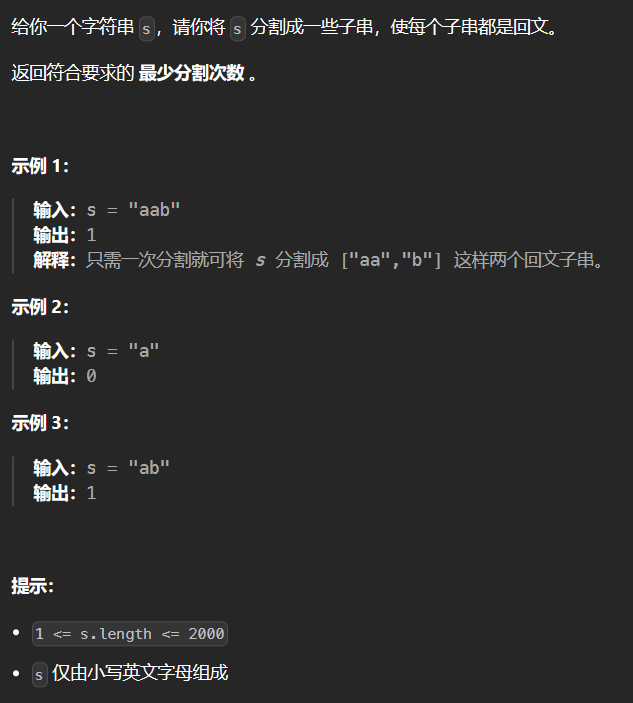 给你一个字符串 s，请你将 s 分割成一些子串，使每个子串都是回文。
返回符合要求的 最少分割次数 。
示例 1：
输入：s = "aab"
输出：1
解释：只需一次分割就可将 s 分割成 ["aa","b"] 这样两个回文子串。
示例 2：
输入：s = "a"
输出：0
示例 3：
输入：s = "ab"
输出：1
提示：
• 1 <= s.length <= 2000
• s 仅由小写英文字母组成